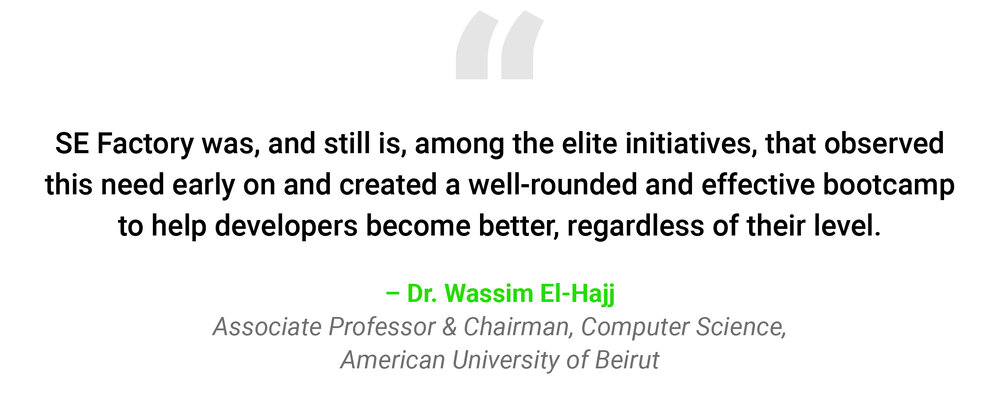 “
SE Factory was, and still is, among the elite initiatives, that observed
this need early on and created a well-rounded and effective bootcamp
to help developers become better, regardless of their level.
– Dr. Wassim El-Hajj
Associate Professor & Chairman, Computer Science,
American University of Beirut